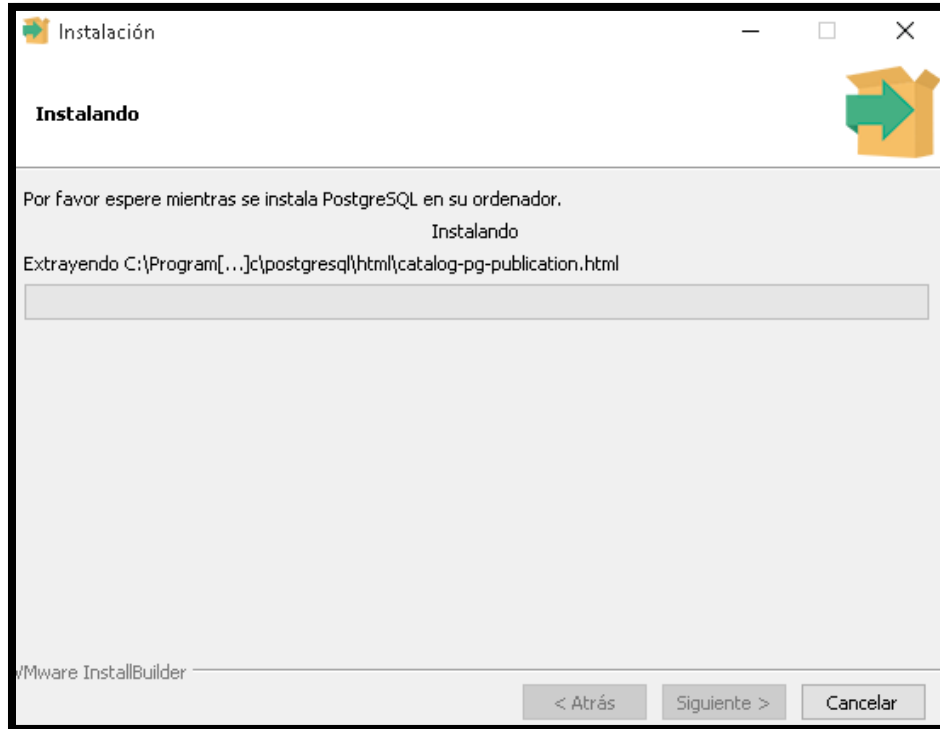 Instalación
Instalando
Por favor espere mientras se instala PostgreSQL en su ordenador.
Instalando
Extrayendo C:\Program[...]c\postgresql\html\catalog-pg-publication.html
VMware InstallBuilder
< Atrás
Siguiente >
Cancelar